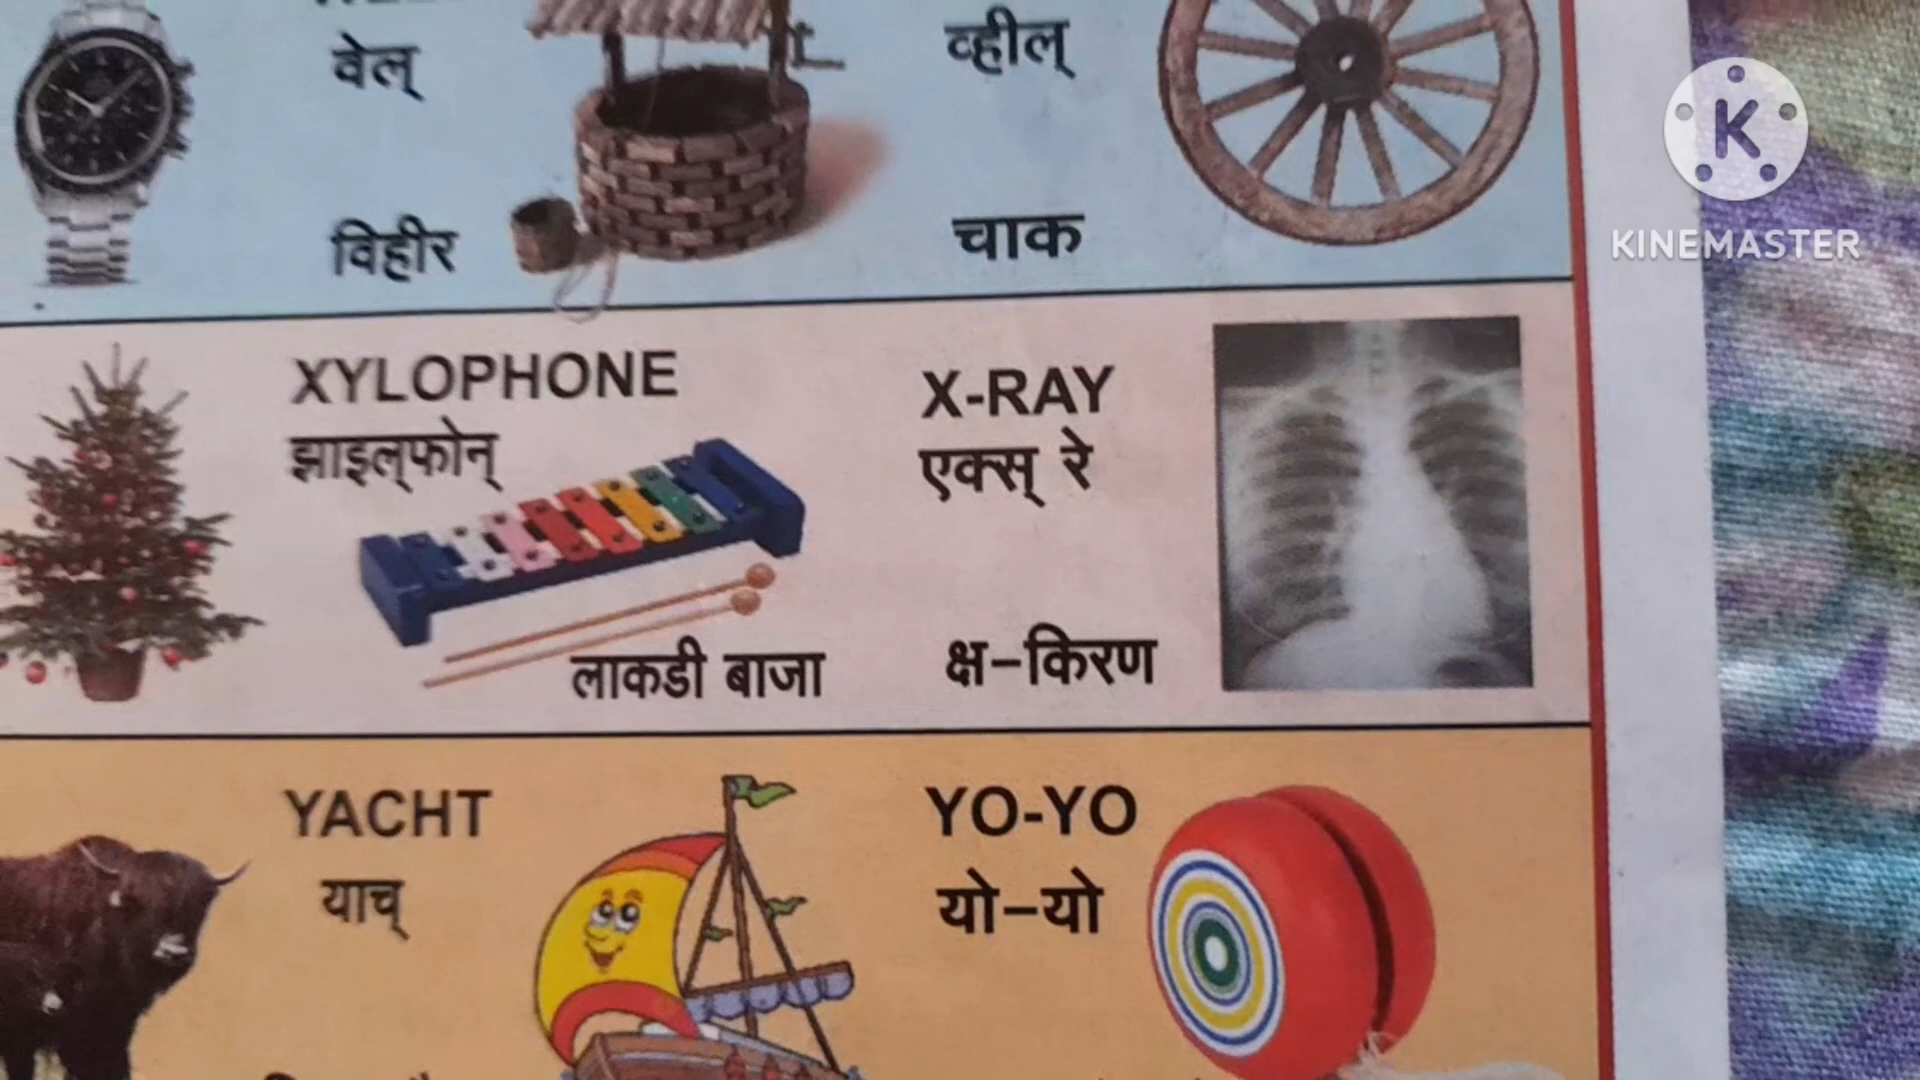 वेल्
व्हील्
विहीर
चाक
XYLOPHONE
झाइल्फोन्
X-RAY
एक्स् रे
लाकडी बाजा
क्ष-किरण
YACHT
याच्
YO-YO
यो-यो
K
KINEMASTER